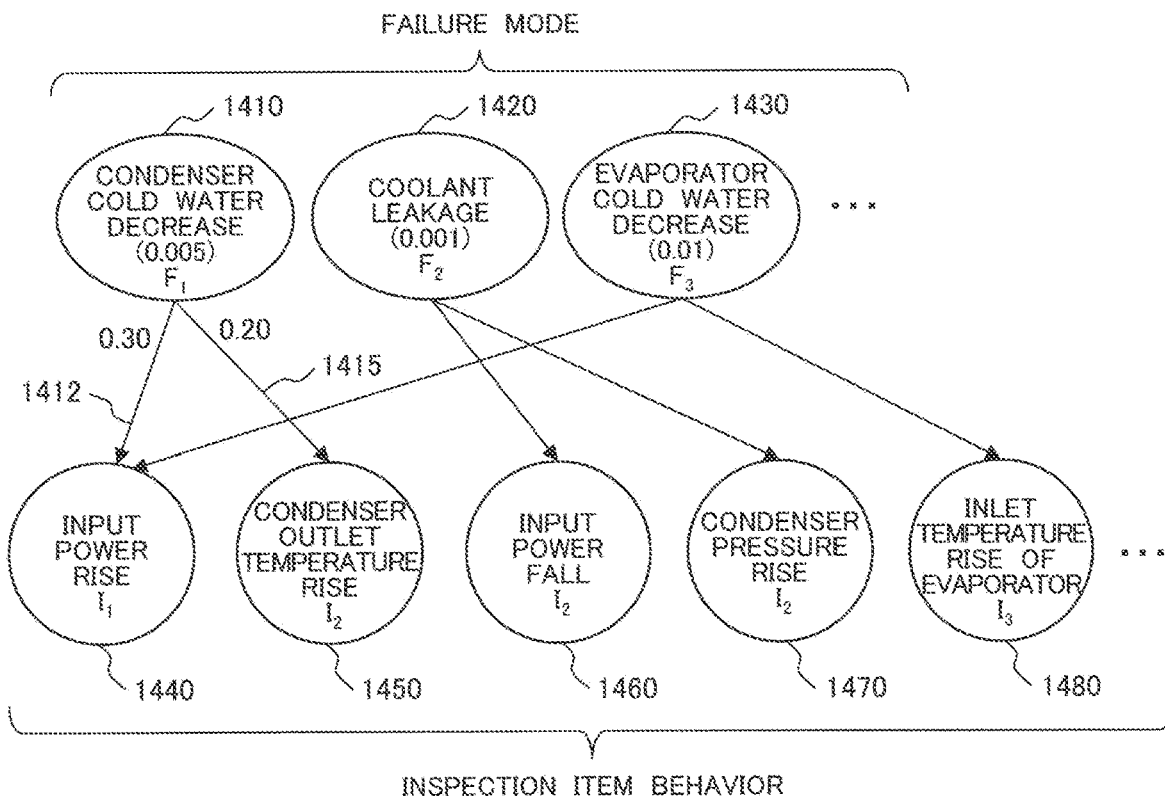 FAILURE MODE
1410
1420
1430
CONDENSER
COLD WATER
DECREASE
(0.005)
F₁
COOLANT
LEAKAGE
(0.001)
F₂
EVAPORATOR
COLD WATER
DECREASE
(0.01)
F₃
...
0.30
0.20
1412
1415
INPUT
POWER
RISE
I₁
CONDENSER
OUTLET
TEMPERATURE
RISE
I₂
INPUT
POWER
FALL
I₂
CONDENSER
PRESSURE
RISE
I₂
INLET
TEMPERATURE
RISE OF
EVAPORATOR
I₃
...
1440
1450
1460
1470
1480
INSPECTION ITEM BEHAVIOR